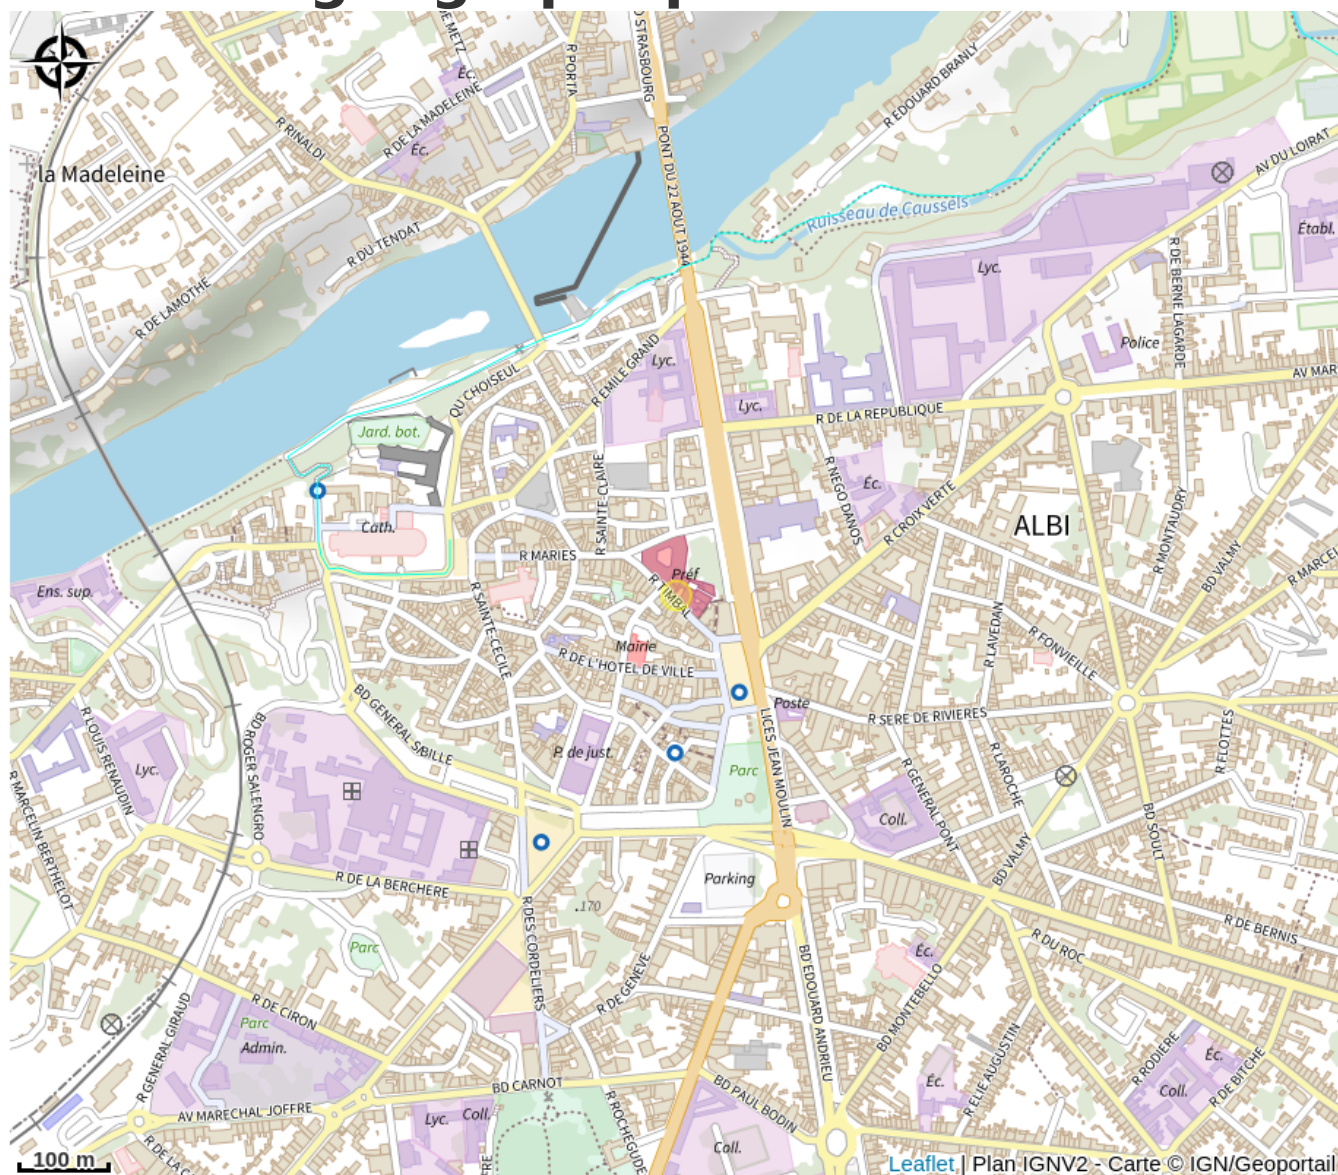 D STRASBOURG
DE METZ
R PORTA
Éc.
R EDOUARD BRANLY
R RINALDI
R DE LA MADELEINE
Éc.
PONT DU 22 AOUT 1944
AV DU LOIRAT
la Madeleine
Ruisseau de Caussels
R DU TENDAT
Lyc.
Établ.
R DE LAMOTHE
R DE BERNE LAGARDE
Police
Lyc.
R EMILE GRAND
QU CHOISEUL
AV MAR
Lyc.
R DE LA REPUBLIQUE
Jard. bot.
R SAINTE-CLAIRE
R NEGO DANOS
Éc.
R CROIX VERTE
Cath.
ALBI
R MONTAUDRY
BD VALMY
R MARCEL
R MARIES
Préf
R TIMBAL
Ens. sup.
R SAINTE-CECILE
Mairie
R DE L'HOTEL DE VILLE
R LAVEDAN
R FONVIEILLE
Poste
R SERE DE RIVIERES
BD GENERAL SIBILLE
LICES JEAN MOULIN
R LOUIS RENAUDIN
BD ROGER SALENGRO
P. de just.
R FLOTTES
Lyc.
Parc
R GENERAL PONT
R LAROCHE
R MARCELIN BERTHELOT
Coll.
BD SOULT
BD VALMY
R DE LA BERCHERE
Parking
.170
R DES CORDELIERS
R DE BERNIS
R DU ROC
Parc
Éc.
R DE GENEVE
BD EDOUARD ANDRIEU
BD MONTEBELLO
R DE CIRON
R GENERAL GIRAUD
Parc
Admin.
R ELIE AUGUSTIN
R RODIERE
Éc.
Coll.
R DE BITCHE
Éc.
BD CARNOT
BD PAUL BODIN
AV MARECHAL JOFFRE
Lyc.
Coll.
R ROCHEGUDE
Coll.
R DE LA C
RRE
100 m
Leaflet | Plan IGNV2 - Carte © IGN/Geoportail